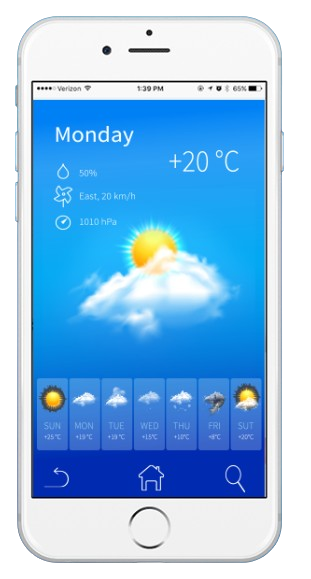 Verizon 1:39 PM 65%
Monday
+20 °C
50%
East, 20 km/h
1010 hPa
SUN MON TUE WED THU FRI SUT
+25°C +19°C +18°C +15°C +10°C +8°C +20°C